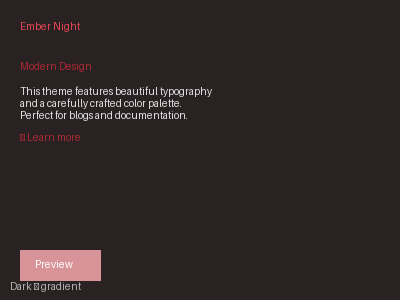 Ember Night
Modern Design
This theme features beautiful typography
and a carefully crafted color palette.
Perfect for blogs and documentation.
Learn more
Preview
Dark gradient